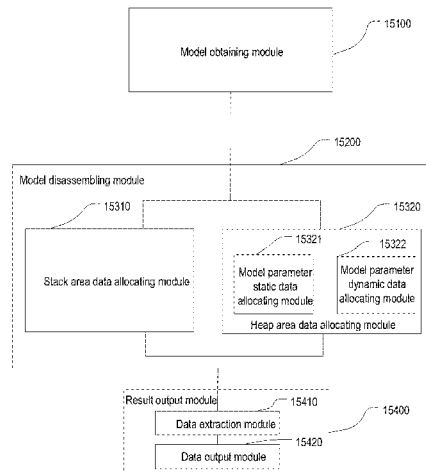 15100
Model obtaining module
15200
Model disassembling module
15310
15320
15321
15322
Stack area data allocating module
Model parameter
static data
allocating module
Model parameter
dynamic data
allocating module
Heap area data allocating module
Result output module
15410
15400
Data extraction module
15420
Data output module